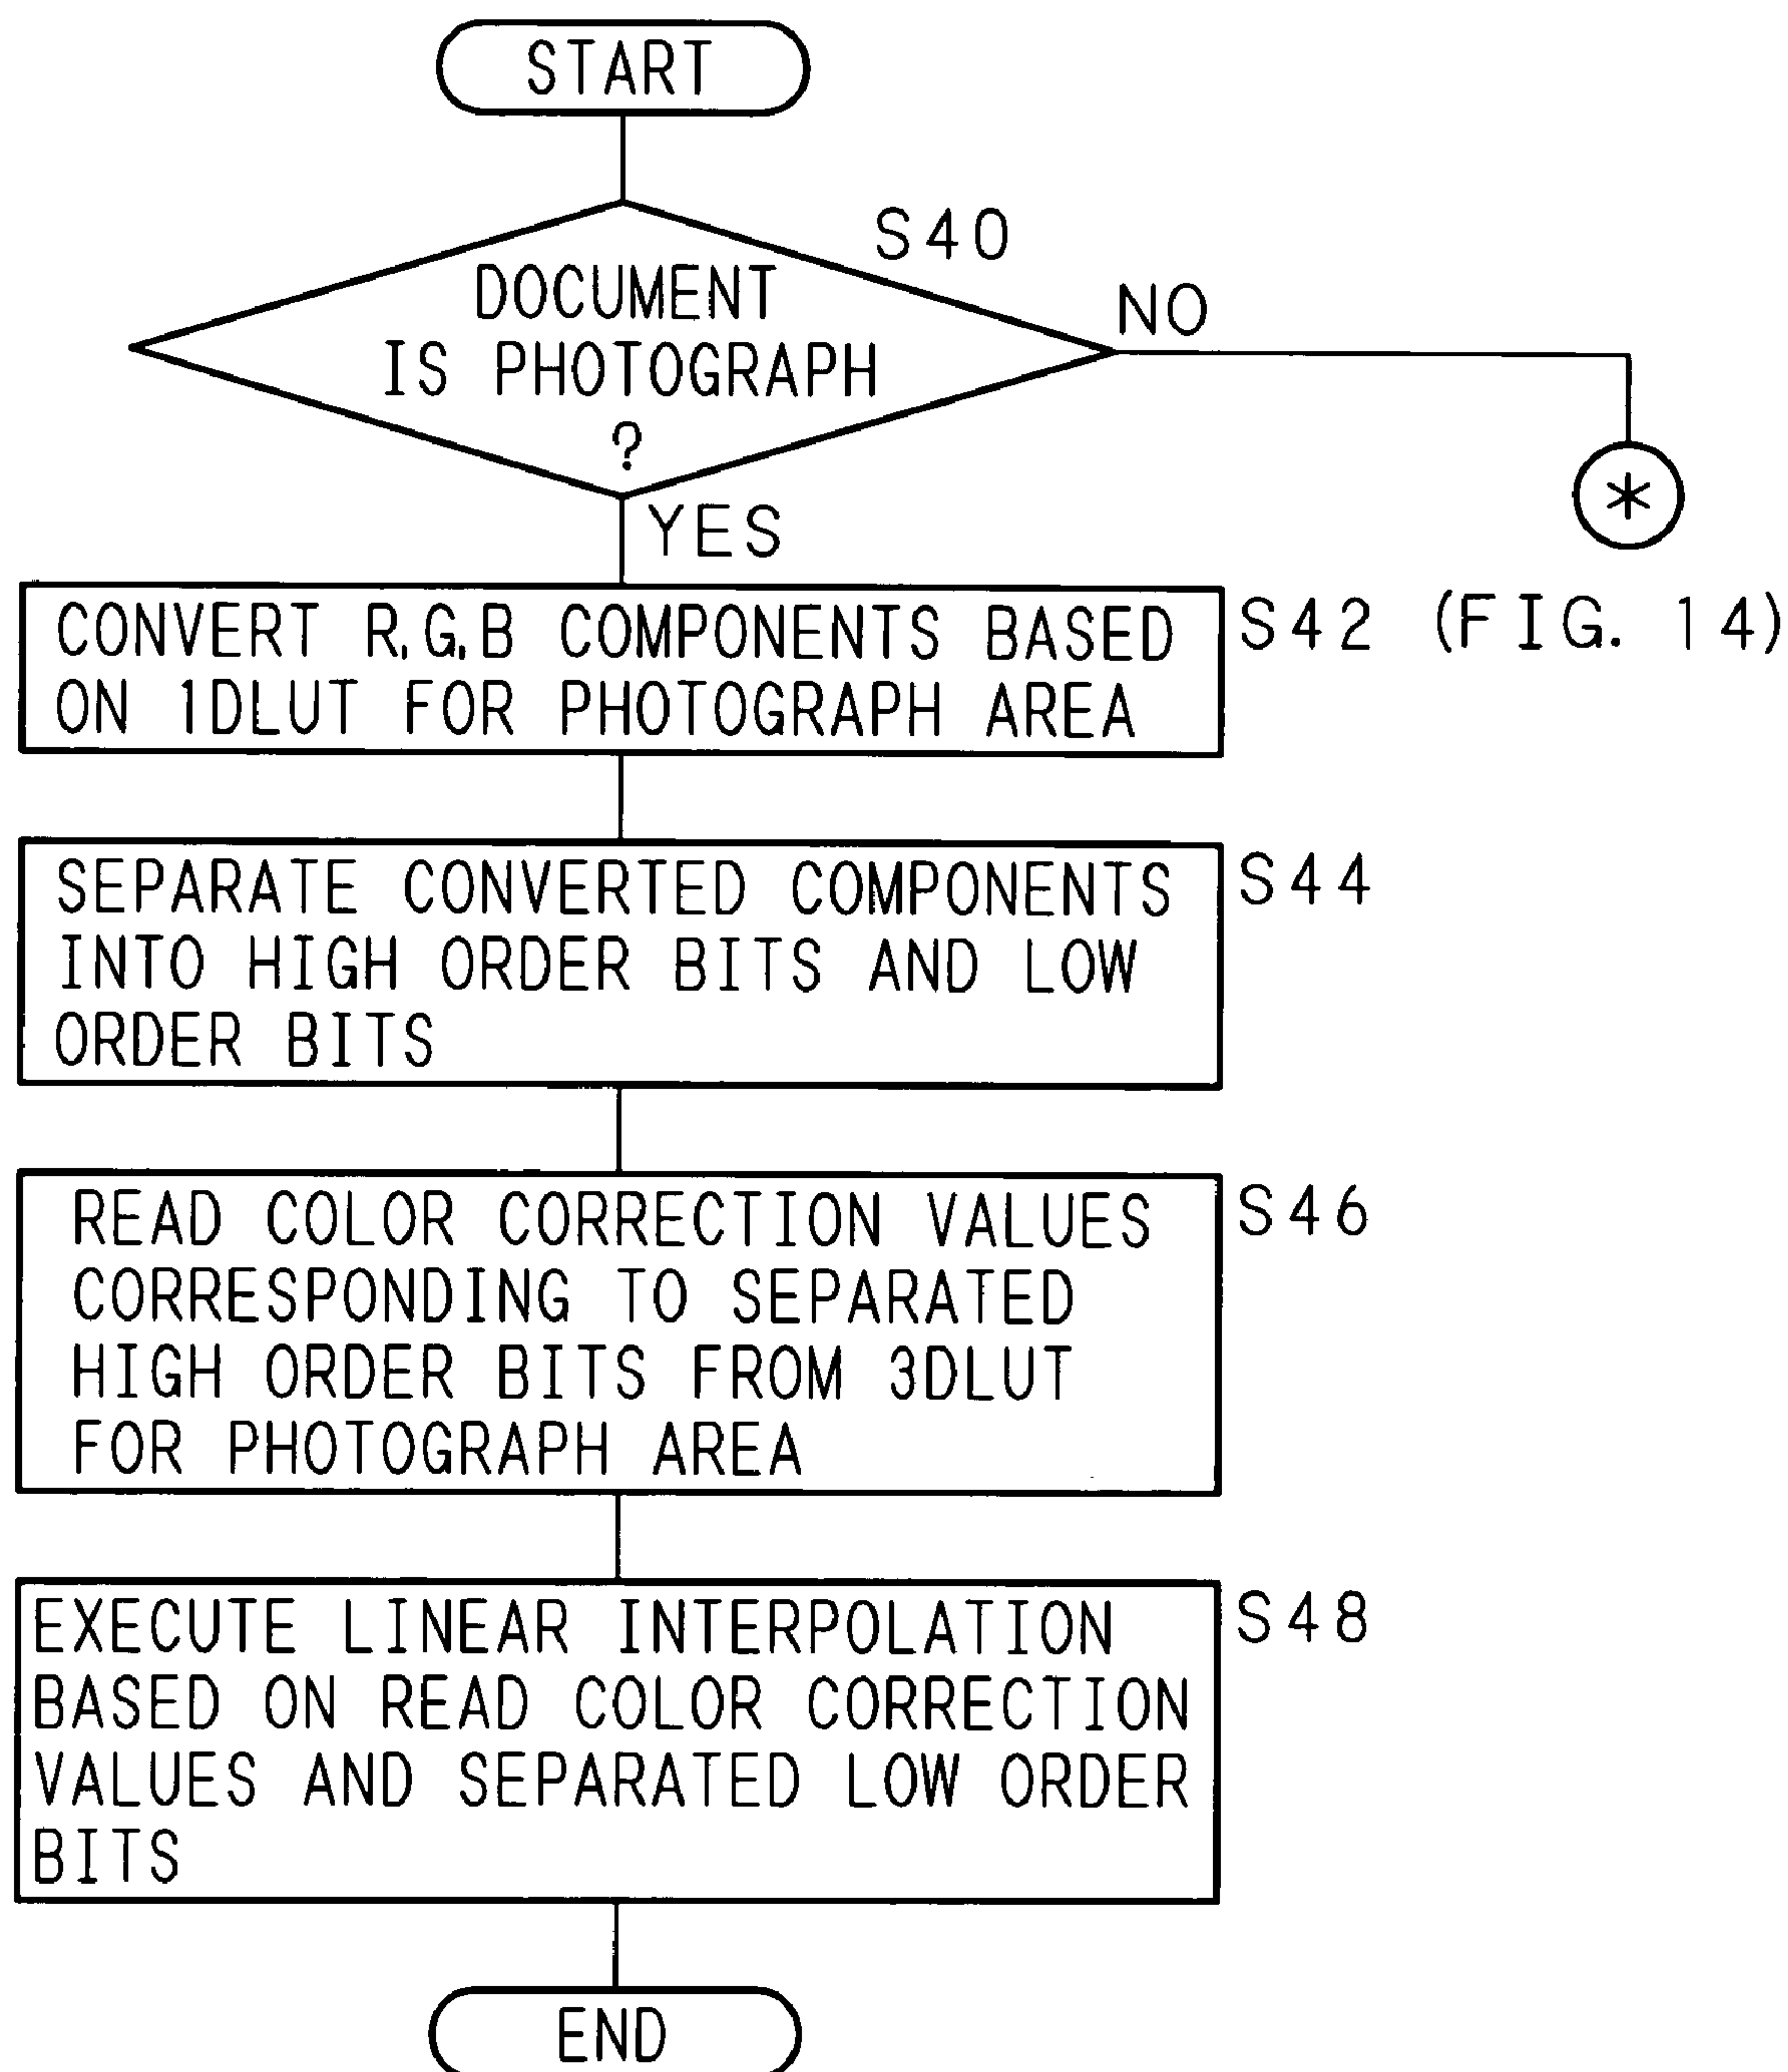 START
S40
DOCUMENT
IS PHOTOGRAPH
?
NO
*
YES
CONVERT R,G,B COMPONENTS BASED
ON 1DLUT FOR PHOTOGRAPH AREA
S42 (FIG. 14)
SEPARATE CONVERTED COMPONENTS
INTO HIGH ORDER BITS AND LOW
ORDER BITS
S44
READ COLOR CORRECTION VALUES
CORRESPONDING TO SEPARATED
HIGH ORDER BITS FROM 3DLUT
FOR PHOTOGRAPH AREA
S46
EXECUTE LINEAR INTERPOLATION
BASED ON READ COLOR CORRECTION
VALUES AND SEPARATED LOW ORDER
BITS
S48
END